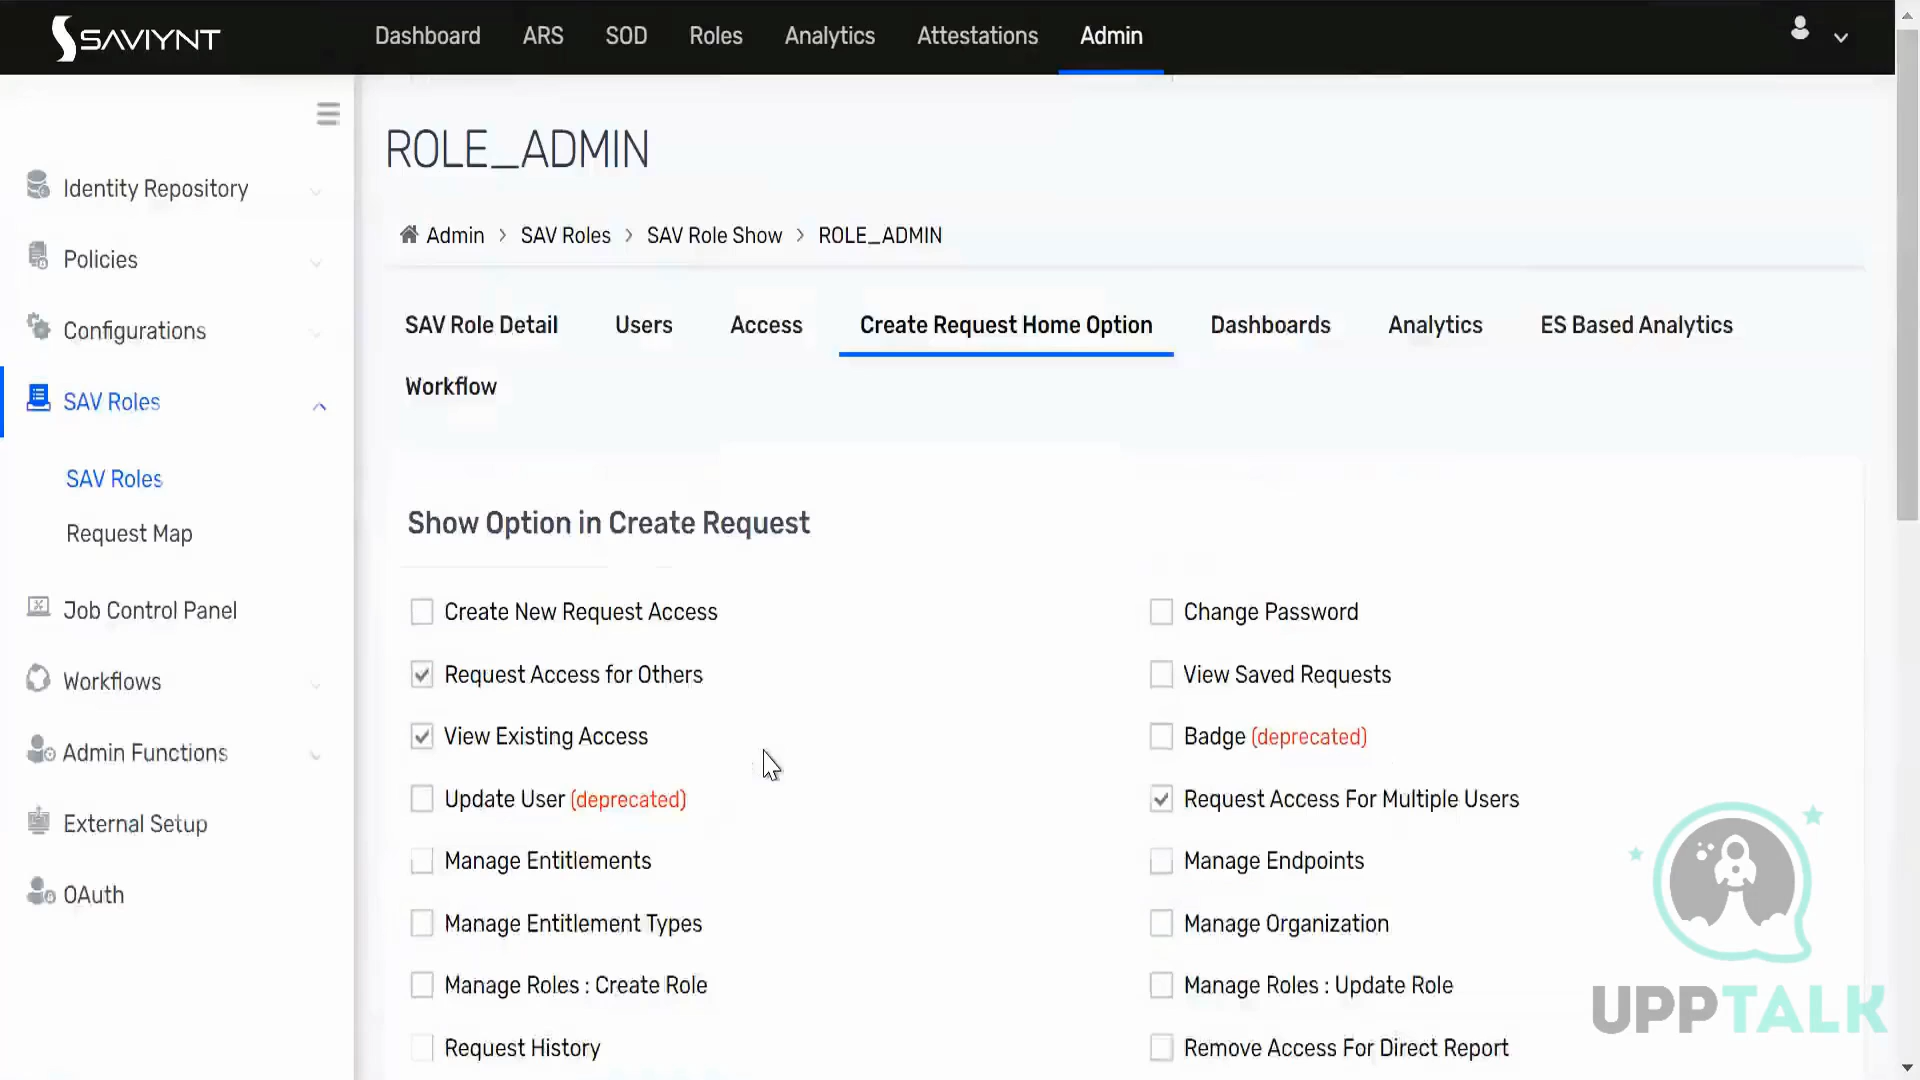 SAVIYNT
Dashboard ARS SOD Roles Analytics Attestations Admin
ROLE_ADMIN
Identity Repository
Policies
Configurations
SAV Roles
SAV Roles
Request Map
Job Control Panel
Workflows
Admin Functions
External Setup
OAuth
Admin > SAV Roles > SAV Role Show > ROLE_ADMIN
SAV Role Detail Users Access Create Request Home Option Dashboards Analytics ES Based Analytics
Workflow
Show Option in Create Request
Create New Request Access
Change Password
Request Access for Others
View Saved Requests
View Existing Access
Badge (deprecated)
Update User (deprecated)
Request Access For Multiple Users
Manage Entitlements
Manage Endpoints
Manage Entitlement Types
Manage Organization
Manage Roles : Create Role
Manage Roles : Update Role
Request History
Remove Access For Direct Report
UPPTALK